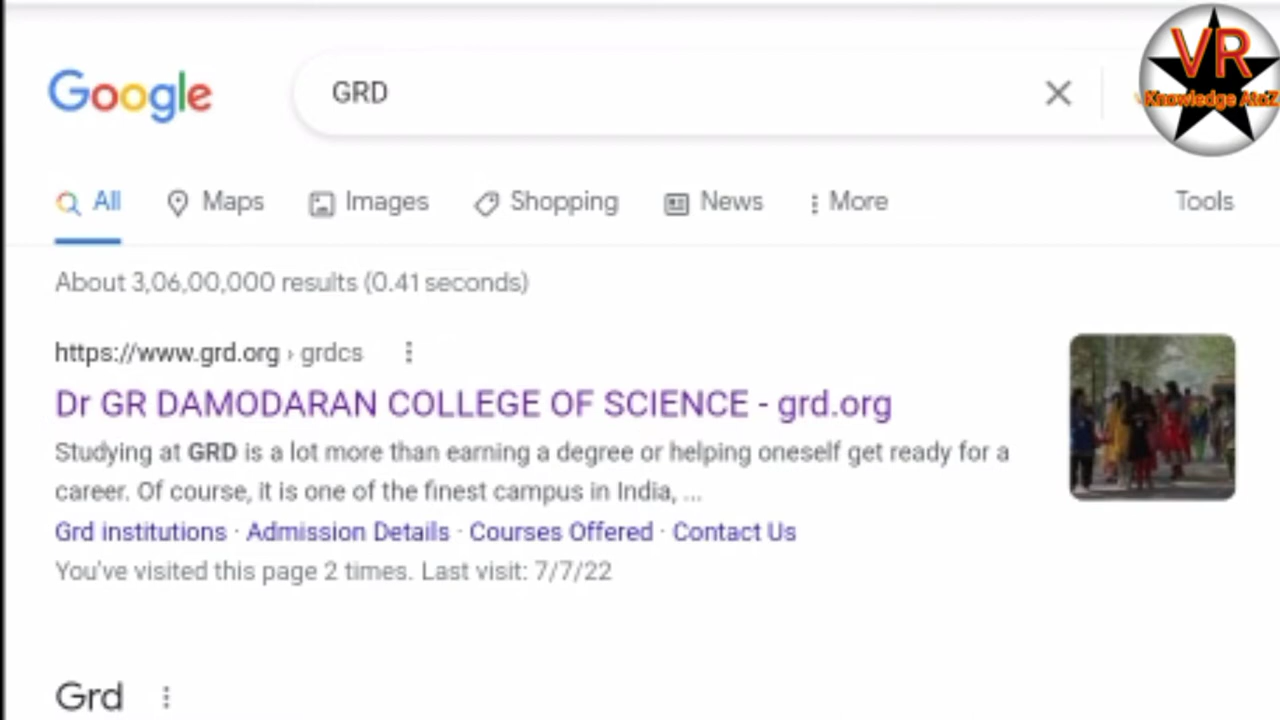 VR
Knowledge AtoZ
Google
GRD
All Maps Images Shopping News More Tools
About 3,06,00,000 results (0.41 seconds)
https://www.grd.org › grdcs
Dr GR DAMODARAN COLLEGE OF SCIENCE - grd.org
Studying at GRD is a lot more than earning a degree or helping oneself get ready for a
career. Of course, it is one of the finest campus in India, ...
Grd institutions · Admission Details · Courses Offered · Contact Us
You've visited this page 2 times. Last visit: 7/7/22
Grd